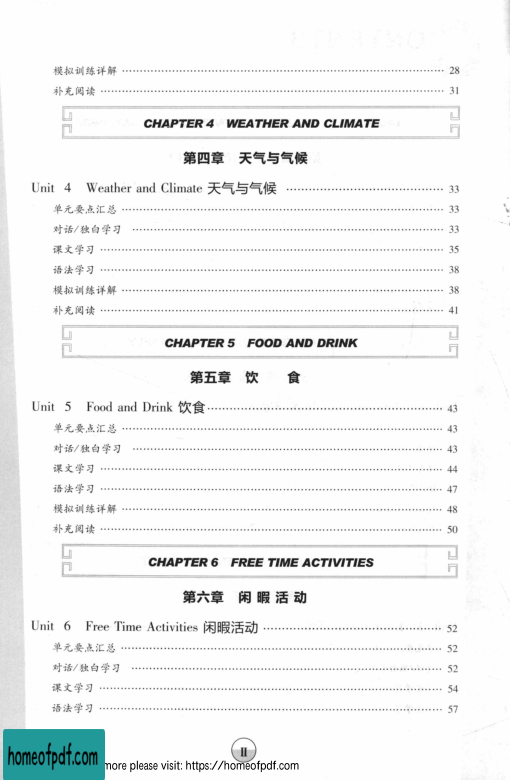 模拟训练详解 28
补充阅读 31
CHAPTER 4 WEATHER AND CLIMATE
第四章 天气与气候
Unit 4 Weather and Climate 天气与气候 33
单元要点汇总 33
对话/独白学习 33
课文学习 35
语法学习 38
模拟训练详解 38
补充阅读 41
CHAPTER 5 FOOD AND DRINK
第五章 饮 食
Unit 5 Food and Drink 饮食 43
单元要点汇总 43
对话/独白学习 43
课文学习 44
语法学习 47
模拟训练详解 48
补充阅读 50
CHAPTER 6 FREE TIME ACTIVITIES
第六章 闲暇活动
Unit 6 Free Time Activities 闲暇活动 52
单元要点汇总 52
对话/独白学习 52
课文学习 54
语法学习 57
II
homeofpdf.com
more please visit: https://homeofpdf.com